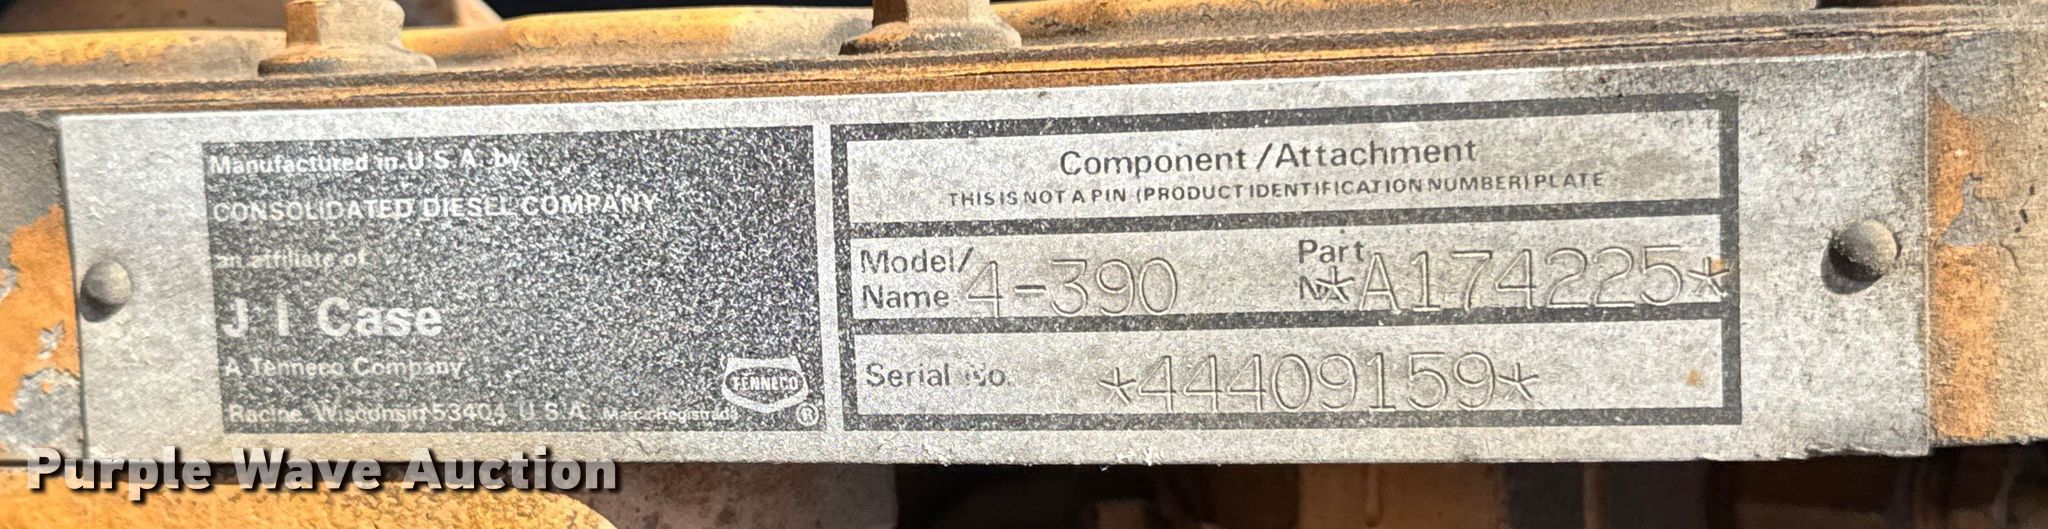 Manufactured in U.S.A. by:
CONSOLIDATED DIESEL COMPANY
an affiliate of
J I Case
A Tenneco Company
Racine, Wisconsin 53404 U.S.A. Marca Registrada
TENNECO
®
Component/Attachment
THIS IS NOT A PIN (PRODUCT IDENTIFICATION NUMBER) PLATE
Model/ Name 4-390
Part No. *A174225*
Serial No. *44409159*
Purple Wave Auction